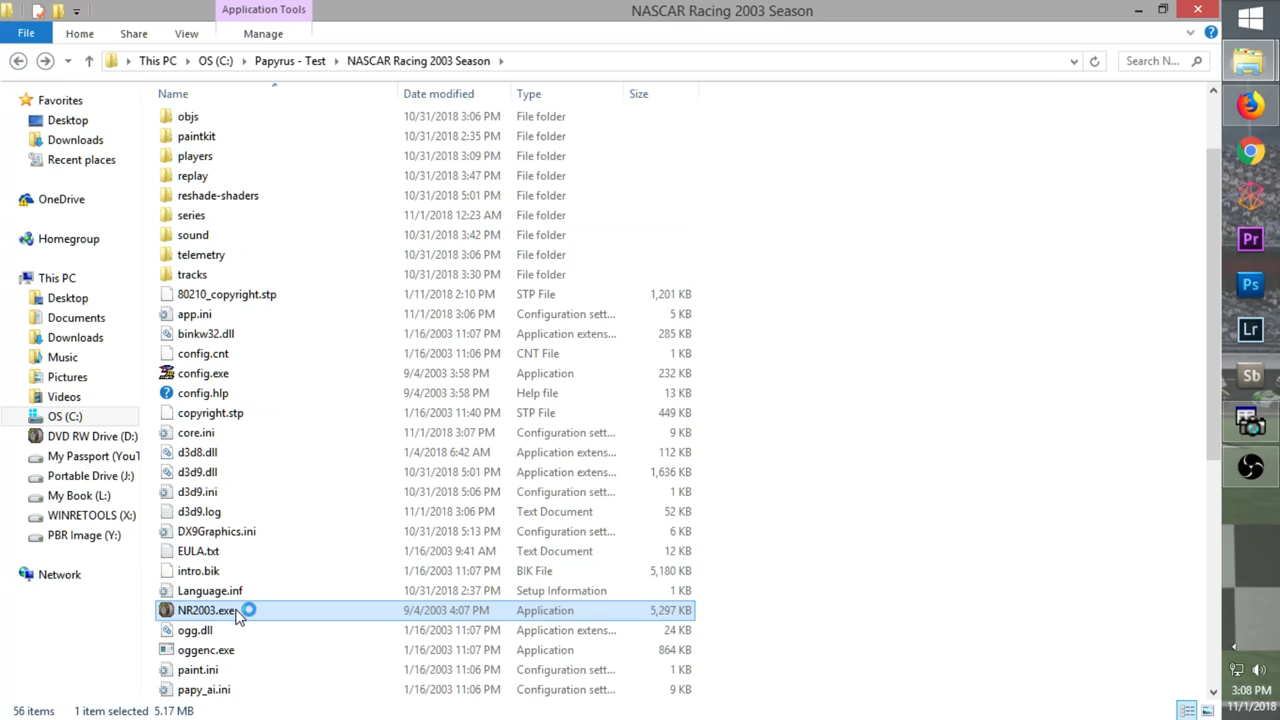 Application Tools
NASCAR Racing 2003 Season
File Home Share View Manage
This PC OS (C:) Papyrus - Test NASCAR Racing 2003 Season Search N...
Name Date modified Type Size
Favorites
Desktop
Downloads
Recent places
OneDrive
Homegroup
This PC
Desktop
Documents
Downloads
Music
Pictures
Videos
OS (C:)
DVD RW Drive (D:)
My Passport (YouT
Portable Drive (J:)
My Book (L:)
WINRETOOLS (X:)
PBR Image (Y:)
Network
objs 10/31/2018 3:06 PM File folder
paintkit 10/31/2018 2:35 PM File folder
players 10/31/2018 3:09 PM File folder
replay 10/31/2018 3:47 PM File folder
reshade-shaders 10/31/2018 5:01 PM File folder
series 11/1/2018 12:23 AM File folder
sound 10/31/2018 3:42 PM File folder
telemetry 10/31/2018 3:06 PM File folder
tracks 10/31/2018 3:30 PM File folder
80210_copyright.stp 1/11/2018 2:10 PM STP File 1,201 KB
app.ini 11/1/2018 3:06 PM Configuration sett... 5 KB
binkw32.dll 1/16/2003 11:07 PM Application extens... 285 KB
config.cnt 1/16/2003 11:06 PM CNT File 1 KB
config.exe 9/4/2003 3:58 PM Application 232 KB
config.hlp 9/4/2003 3:58 PM Help file 13 KB
copyright.stp 1/16/2003 11:40 PM STP File 449 KB
core.ini 11/1/2018 3:07 PM Configuration sett... 9 KB
d3d8.dll 1/4/2018 6:42 AM Application extens... 112 KB
d3d9.dll 10/31/2018 5:01 PM Application extens... 1,636 KB
d3d9.ini 10/31/2018 5:06 PM Configuration sett... 1 KB
d3d9.log 11/1/2018 3:06 PM Text Document 52 KB
DX9Graphics.ini 10/31/2018 5:13 PM Configuration sett... 6 KB
EULA.txt 1/16/2003 9:41 AM Text Document 12 KB
intro.bik 1/16/2003 11:07 PM BIK File 5,180 KB
Language.inf 10/31/2018 2:37 PM Setup Information 1 KB
NR2003.exe 9/4/2003 4:07 PM Application 5,297 KB
ogg.dll 1/16/2003 11:07 PM Application extens... 24 KB
oggenc.exe 1/16/2003 11:07 PM Application 864 KB
paint.ini 1/16/2003 11:06 PM Configuration sett... 1 KB
papy_ai.ini 1/16/2003 11:06 PM Configuration sett... 9 KB
56 items 1 item selected 5.17 MB
Pr
Ps
Lr
Sb
3:08 PM
11/1/2018